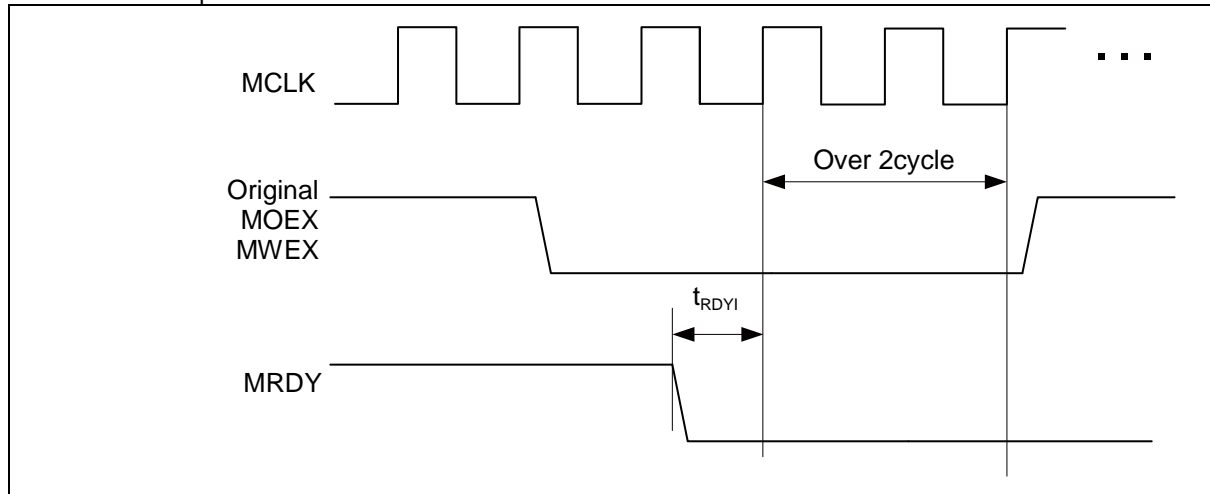 MCLK
Over 2cycle
Original
MOEX
MWEX
tRDYI
MRDY